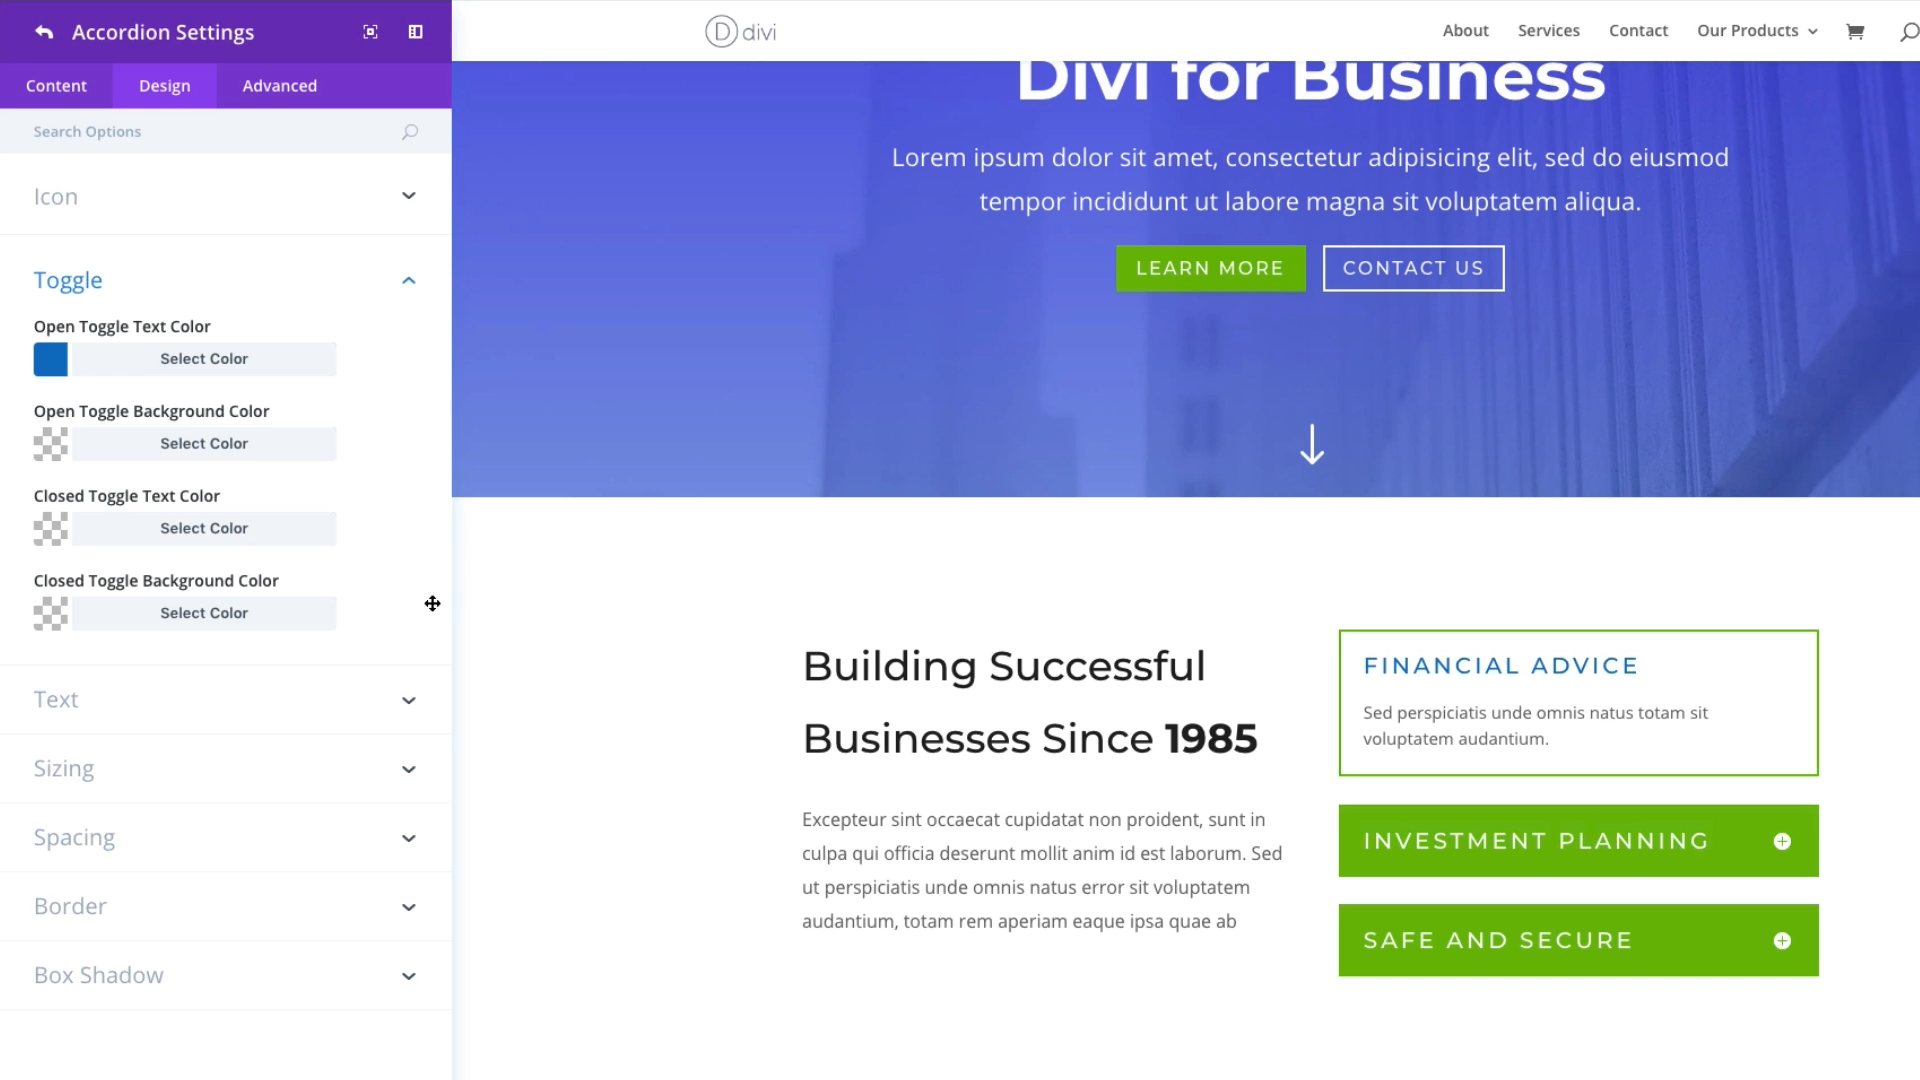 Accordion Settings
Content
Design
Advanced
Search Options
Icon
Toggle
Open Toggle Text Color
Select Color
Open Toggle Background Color
Select Color
Closed Toggle Text Color
Select Color
Closed Toggle Background Color
Select Color
Text
Sizing
Spacing
Border
Box Shadow
D divi
About
Services
Contact
Our Products
Divi for Business
Lorem ipsum dolor sit amet, consectetur adipisicing elit, sed do eiusmod
tempor incididunt ut labore magna sit voluptatem aliqua.
LEARN MORE
CONTACT US
Building Successful
Businesses Since 1985
Excepteur sint occaecat cupidatat non proident, sunt in
culpa qui officia deserunt mollit anim id est laborum. Sed
ut perspiciatis unde omnis natus error sit voluptatem
audantium, totam rem aperiam eaque ipsa quae ab
FINANCIAL ADVICE
Sed perspiciatis unde omnis natus totam sit
voluptatem audantium.
INVESTMENT PLANNING
SAFE AND SECURE